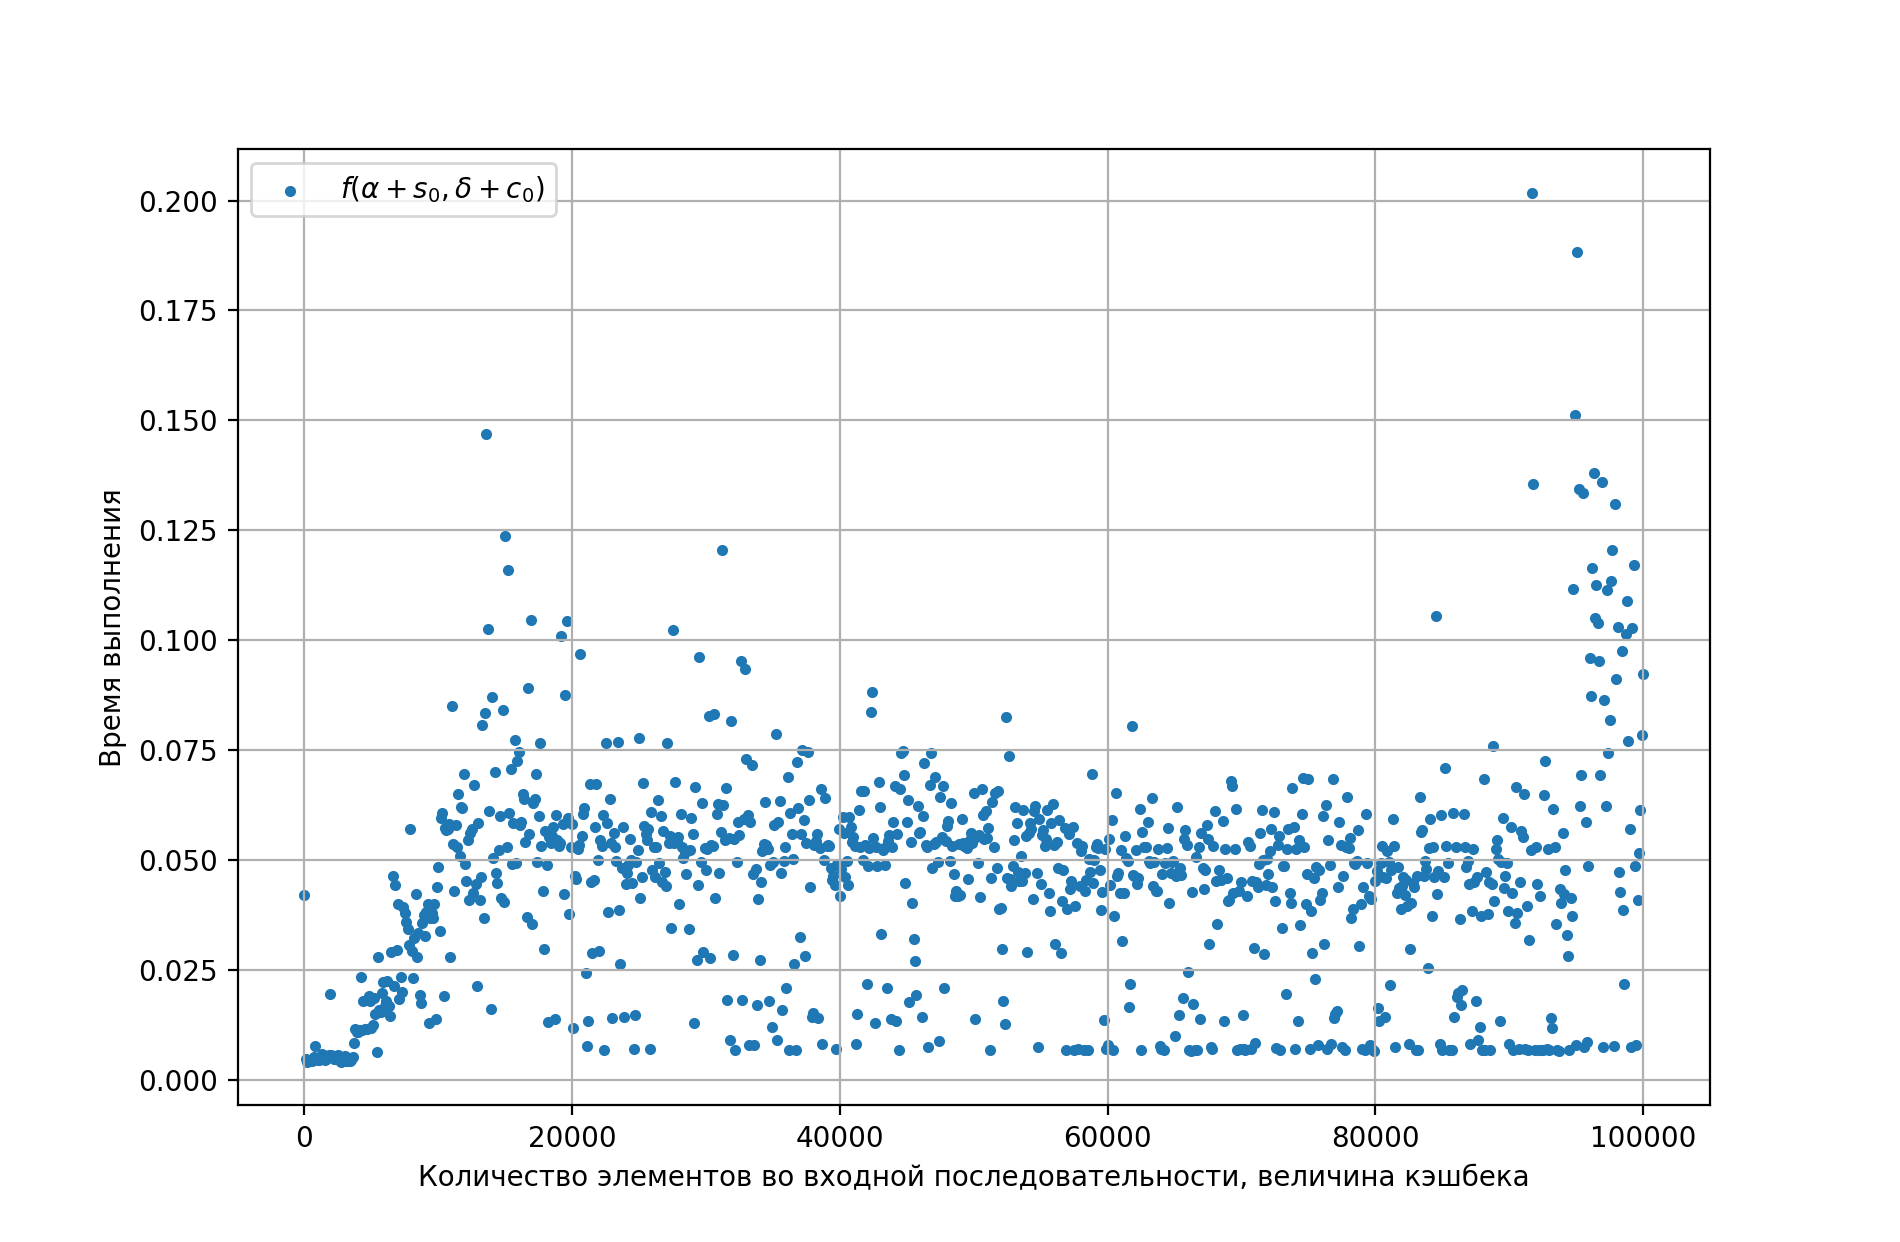 f(α + s₀, δ + c₀)
0.200
0.175
0.150
0.125
0.100
0.075
0.050
0.025
0.000
Время выполнения
0 20000 40000 60000 80000 100000
Количество элементов во входной последовательности, величина кэшбека